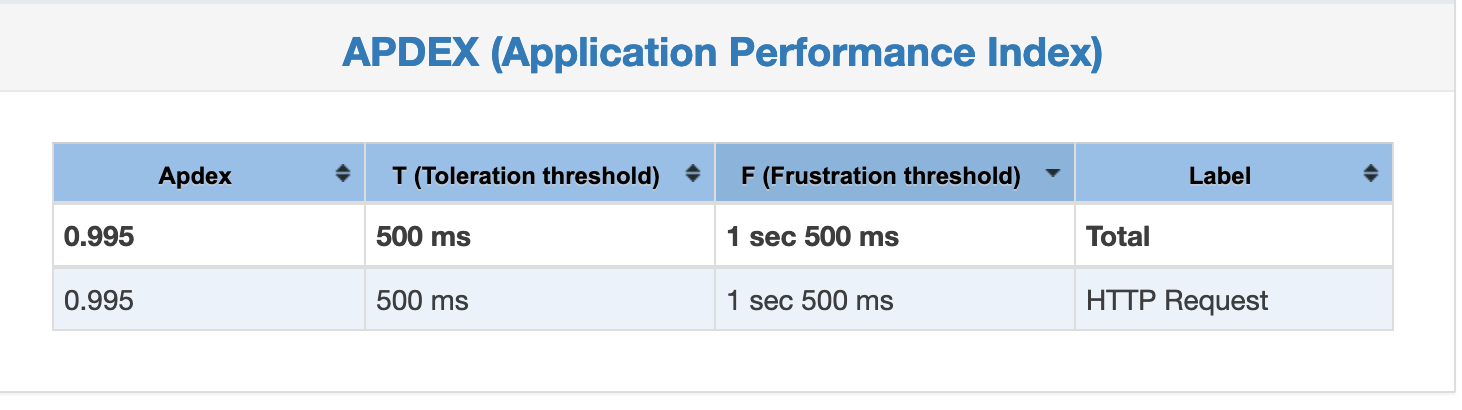 APDEX (Application Performance Index)
Apdex T (Toleration threshold) F (Frustration threshold) Label
0.995 500 ms 1 sec 500 ms Total
0.995 500 ms 1 sec 500 ms HTTP Request